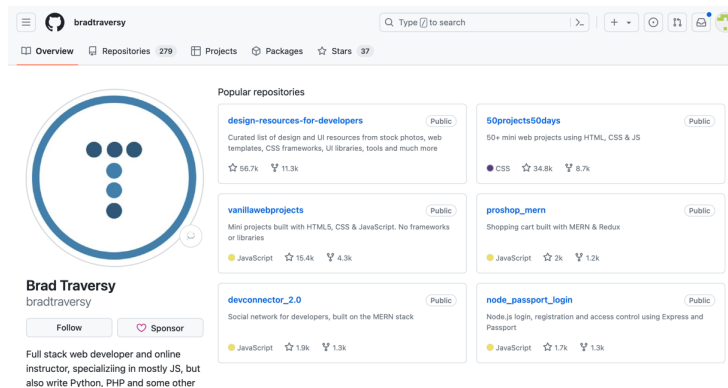 bradtraversy
Type / to search
Overview
Repositories 279
Projects
Packages
Stars 37
Popular repositories
design-resources-for-developers
Public
Curated list of design and UI resources from stock photos, web
templates, CSS frameworks, UI libraries, tools and much more
56.7k 11.3k
50projects50days
Public
50+ mini web projects using HTML, CSS & JS
CSS 34.8k 8.7k
vanillawebprojects
Public
Mini projects built with HTML5, CSS & JavaScript. No frameworks
or libraries
JavaScript 15.4k 4.3k
proshop_mern
Public
Shopping cart built with MERN & Redux
JavaScript 2k 1.2k
devconnector_2.0
Public
Social network for developers, built on the MERN stack
JavaScript 1.9k 1.3k
node_passport_login
Public
Node.js login, registration and access control using Express and
Passport
JavaScript 1.7k 1.3k
Brad Traversy
bradtraversy
Follow
Sponsor
Full stack web developer and online
instructor, specializiing in mostly JS, but
also write Python, PHP and some other